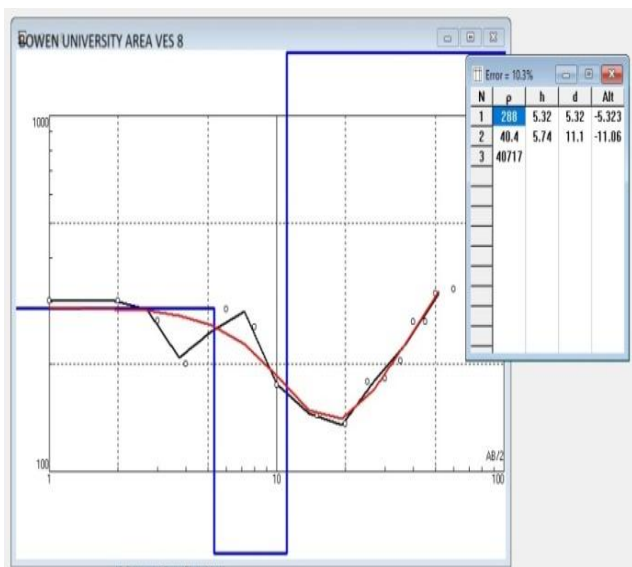 BOWEN UNIVERSITY AREA VES 8
Error = 10.3%
N ρ h d Alt
1 288 5.32 5.32 -5.323
2 40.4 5.74 11.1 -11.06
3 40717
1000
100
AB/2
1 10 100